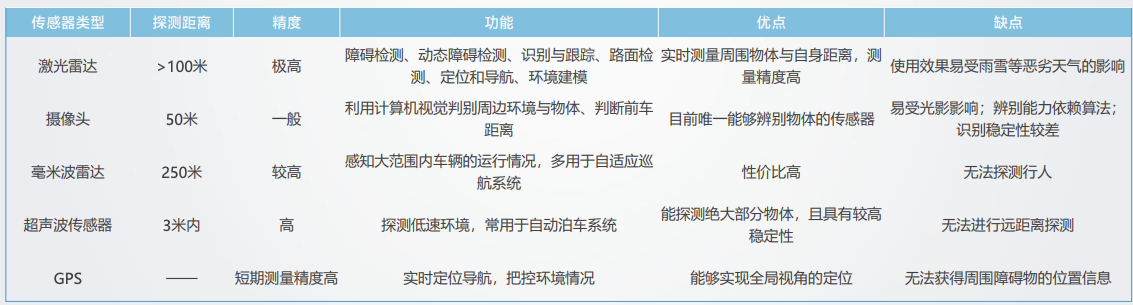 传感器类型 探测距离 精度 功能 优点 缺点
激光雷达 >100米 极高 障碍检测、动态障碍检测、识别与跟踪、路面检 实时测量周围物体与自身距离，测 使用效果易受雨雪等恶劣天气的影响
测、定位和导航、环境建模 量精度高
摄像头 50米 一般 利用计算机视觉判别周边环境与物体、判断前车 目前唯一能够辨别物体的传感器 易受光影影响；辨别能力依赖算法；
距离 识别稳定性较差
毫米波雷达 250米 较高 感知大范围内车辆的运行情况，多用于自适应巡 性价比高 无法探测行人
航系统
超声波传感器 3米内 高 探测低速环境，常用于自动泊车系统 能探测绝大部分物体，且具有较高 无法进行远距离探测
稳定性
GPS —— 短期测量精度高 实时定位导航，把控环境情况 能够实现全局视角的定位 无法获得周围障碍物的位置信息